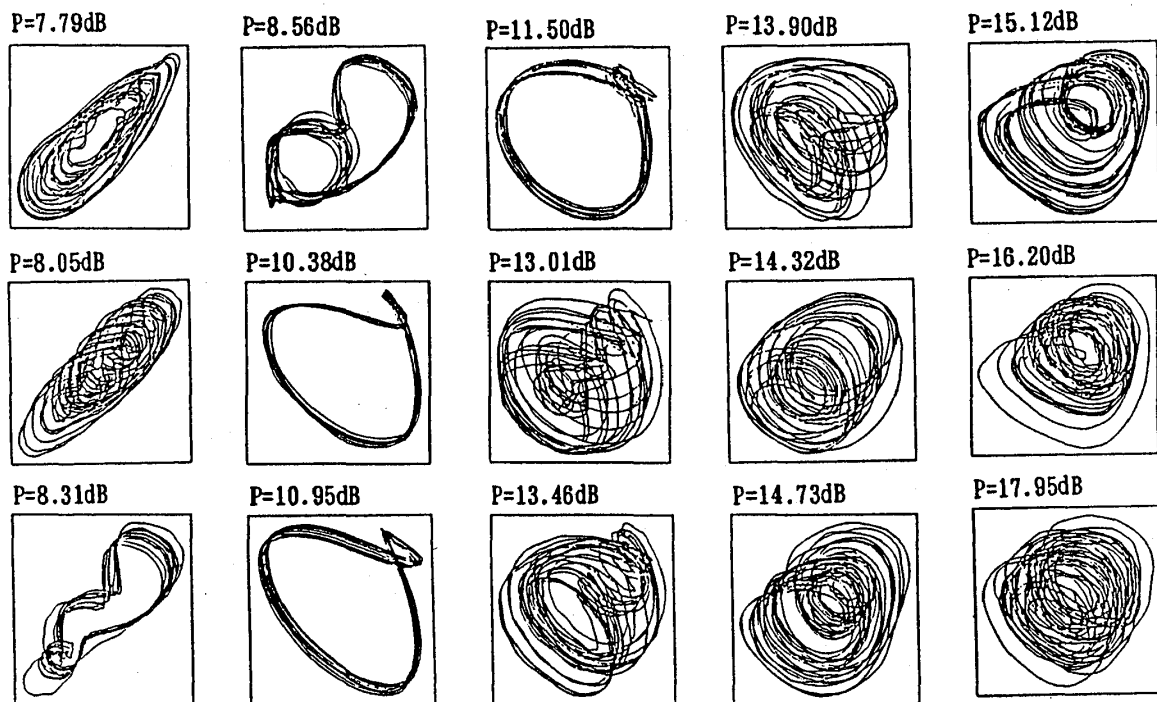 P=7.79dB
P=8.56dB
P=11.50dB
P=13.90dB
P=15.12dB
P=8.05dB
P=10.38dB
P=13.01dB
P=14.32dB
P=16.20dB
P=8.31dB
P=10.95dB
P=13.46dB
P=14.73dB
P=17.95dB